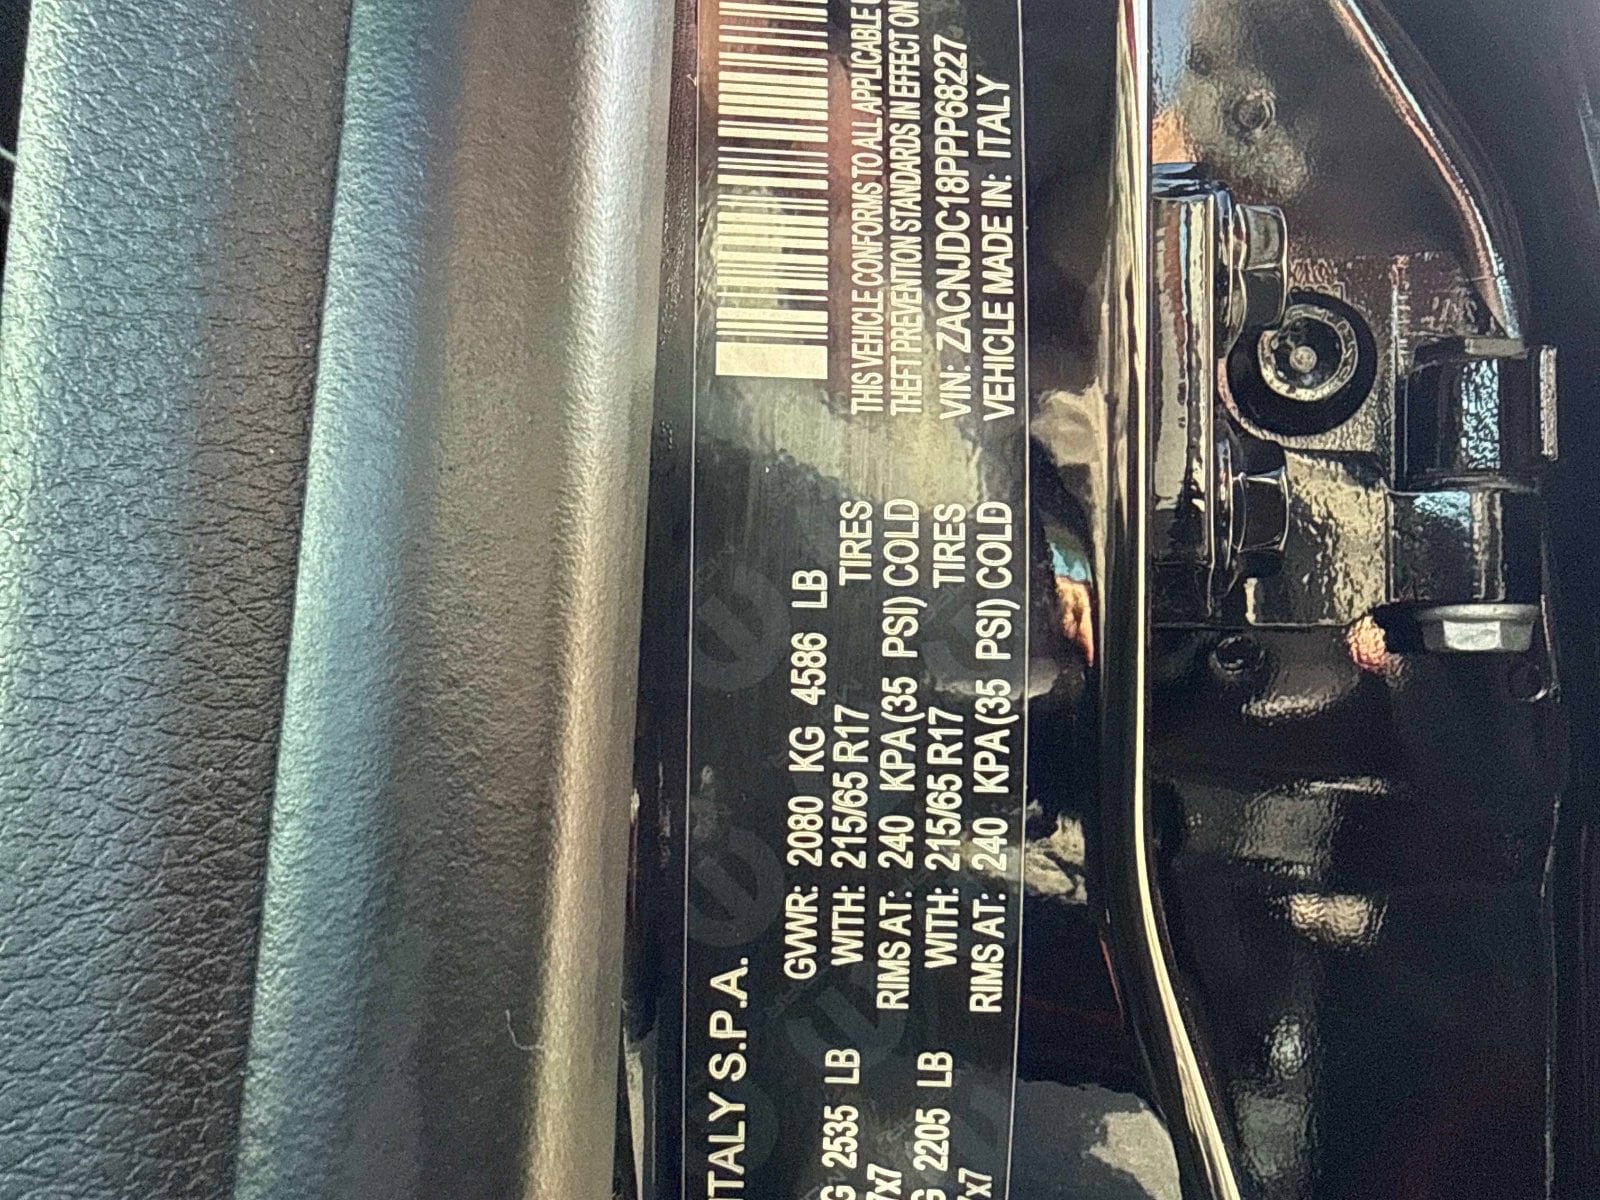 ITALY S.P.A.
GVWR: 2080 KG 4586 LB
2535 LB WITH: 215/65 R17 TIRES
7x7 RIMS AT: 240 KPA (35 PSI) COLD
2205 LB WITH: 215/65 R17 TIRES
7x7 RIMS AT: 240 KPA (35 PSI) COLD
THIS VEHICLE CONFORMS TO ALL APPLICABLE
THEFT PREVENTION STANDARDS IN EFFECT ON
VIN: ZACNJDC18PPP68227
VEHICLE MADE IN: ITALY